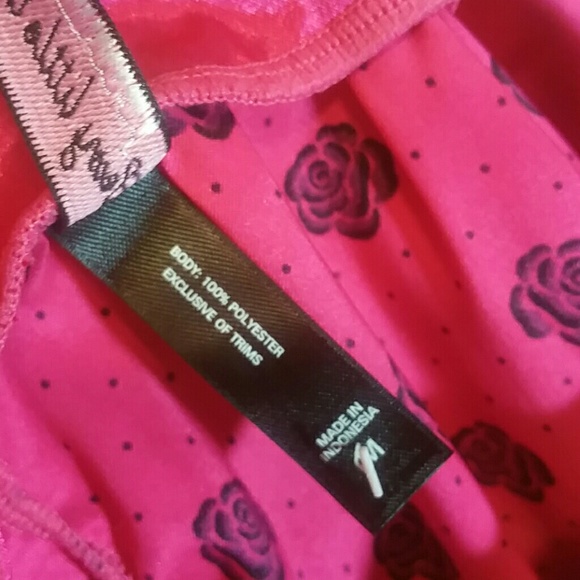 BODY: 100% POLYESTER
EXCLUSIVE OF TRIMS
MADE IN
INDONESIA
M